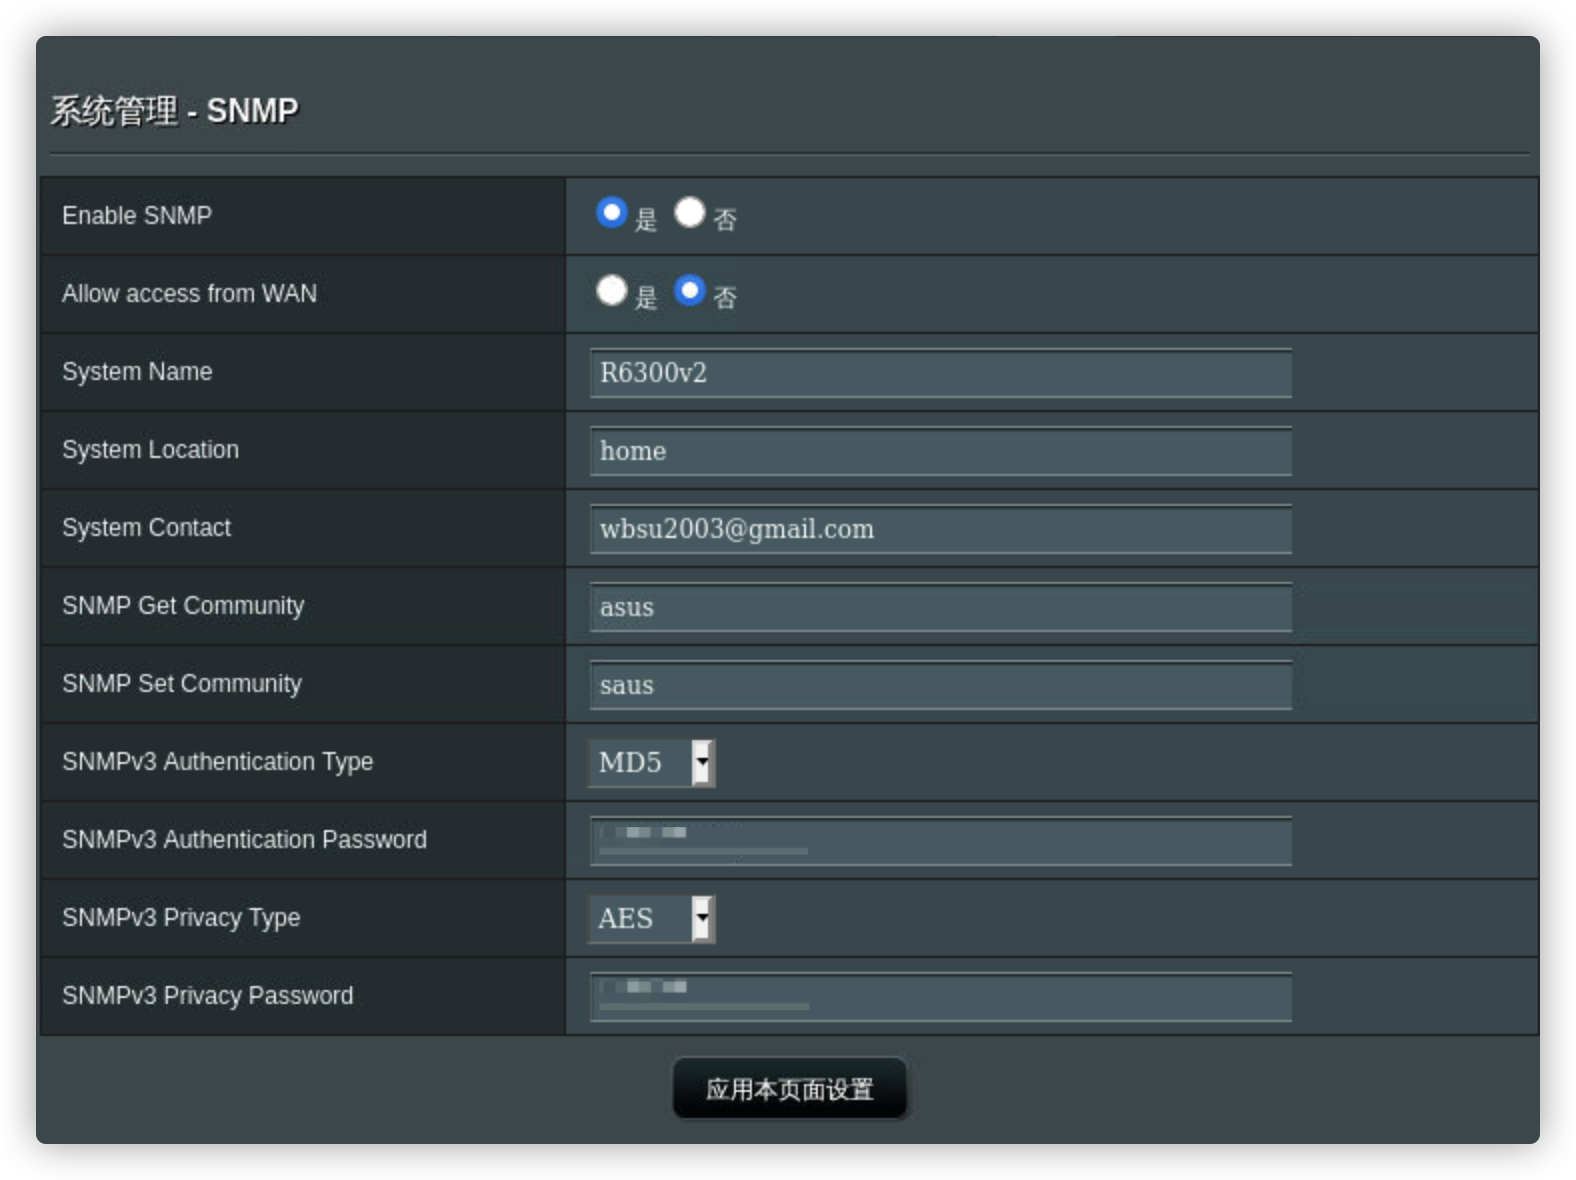 系统管理 - SNMP
Enable SNMP 是 否
Allow access from WAN 是 否
System Name R6300v2
System Location home
System Contact wbsu2003@gmail.com
SNMP Get Community asus
SNMP Set Community saus
SNMPv3 Authentication Type MD5
SNMPv3 Authentication Password
SNMPv3 Privacy Type AES
SNMPv3 Privacy Password
应用本页面设置